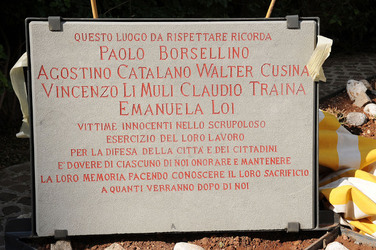 QUESTO LUOGO DA RISPETTARE RICORDA
PAOLO BORSELLINO
AGOSTINO CATALANO WALTER CUSINA
VINCENZO LI MULI CLAUDIO TRAINA
EMANUELA LOI
VITTIME INNOCENTI NELLO SCRUPOLOSO
ESERCIZIO DEL LORO LAVORO
PER LA DIFESA DELLA CITTÀ E DEI CITTADINI
È DOVERE DI CIASCUNO DI NOI ONORARE E MANTENERE
LA LORO MEMORIA FACENDO CONOSCERE IL LORO SACRIFICIO
A QUANTI VERRANNO DOPO DI NOI